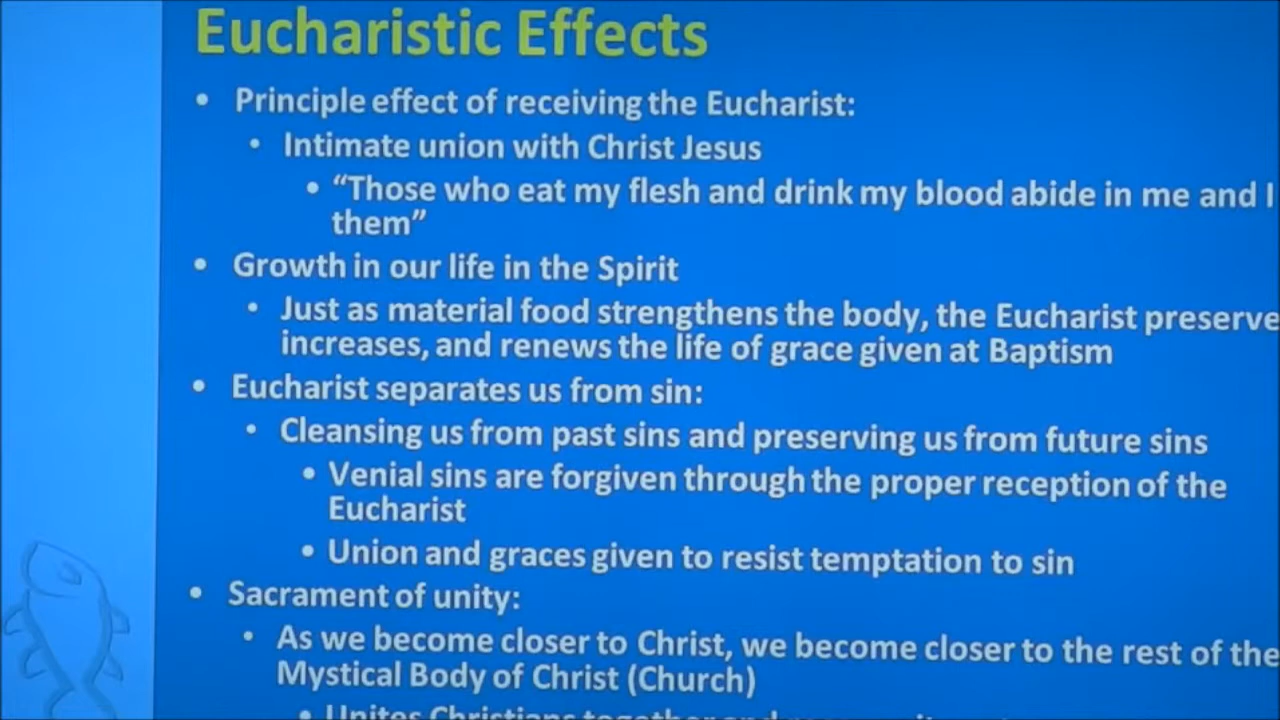 Eucharistic Effects
• Principle effect of receiving the Eucharist:
• Intimate union with Christ Jesus
• “Those who eat my flesh and drink my blood abide in me and I
them”
• Growth in our life in the Spirit
• Just as material food strengthens the body, the Eucharist preserve
increases, and renews the life of grace given at Baptism
• Eucharist separates us from sin:
• Cleansing us from past sins and preserving us from future sins
• Venial sins are forgiven through the proper reception of the
Eucharist
• Union and graces given to resist temptation to sin
• Sacrament of unity:
• As we become closer to Christ, we become closer to the rest of the
Mystical Body of Christ (Church)
• Unites Christians together and